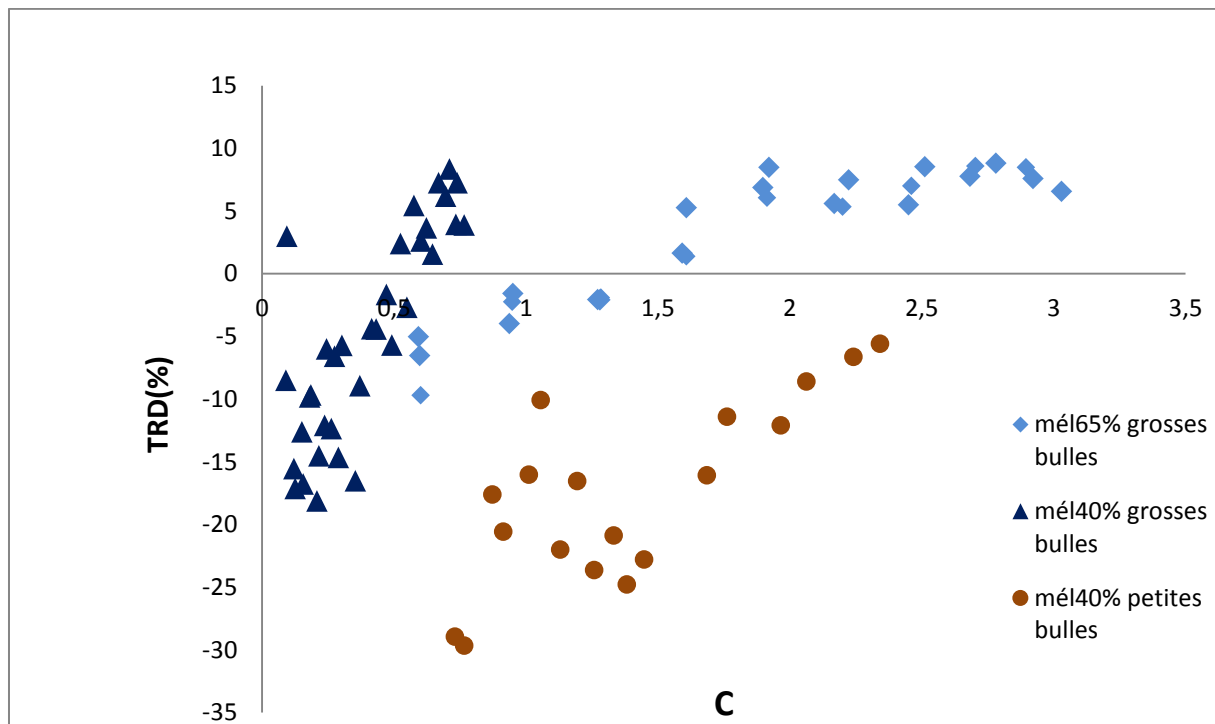 15
10
5
0
-5
-10
-15
-20
-25
-30
-35
0 0,5 1 1,5 2 2,5 3 3,5
TRD(%)
C
mél65% grosses
bulles
mél40% grosses
bulles
mél40% petites
bulles